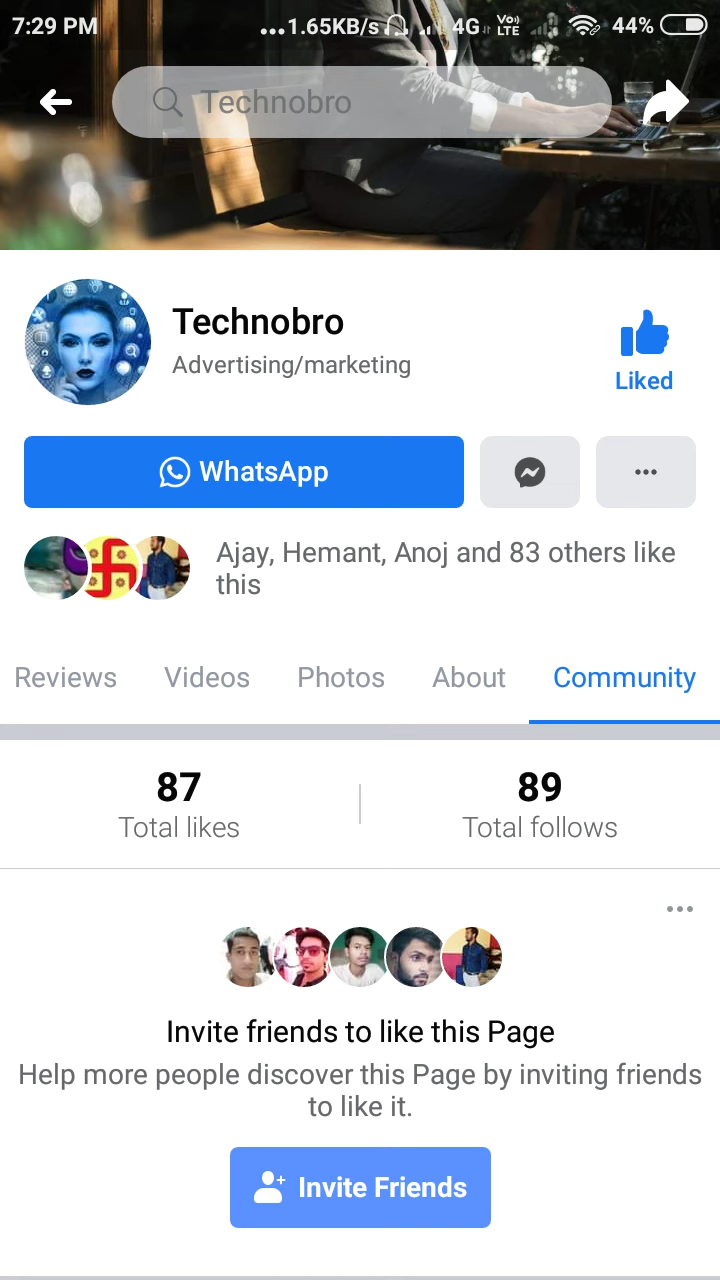 7:29 PM ...1.65KB/s 4G Vo) LTE 44%
Technobro
Technobro
Advertising/marketing
Liked
WhatsApp
Ajay, Hemant, Anoj and 83 others like
this
Reviews Videos Photos About Community
87 89
Total likes Total follows
Invite friends to like this Page
Help more people discover this Page by inviting friends
to like it.
Invite Friends